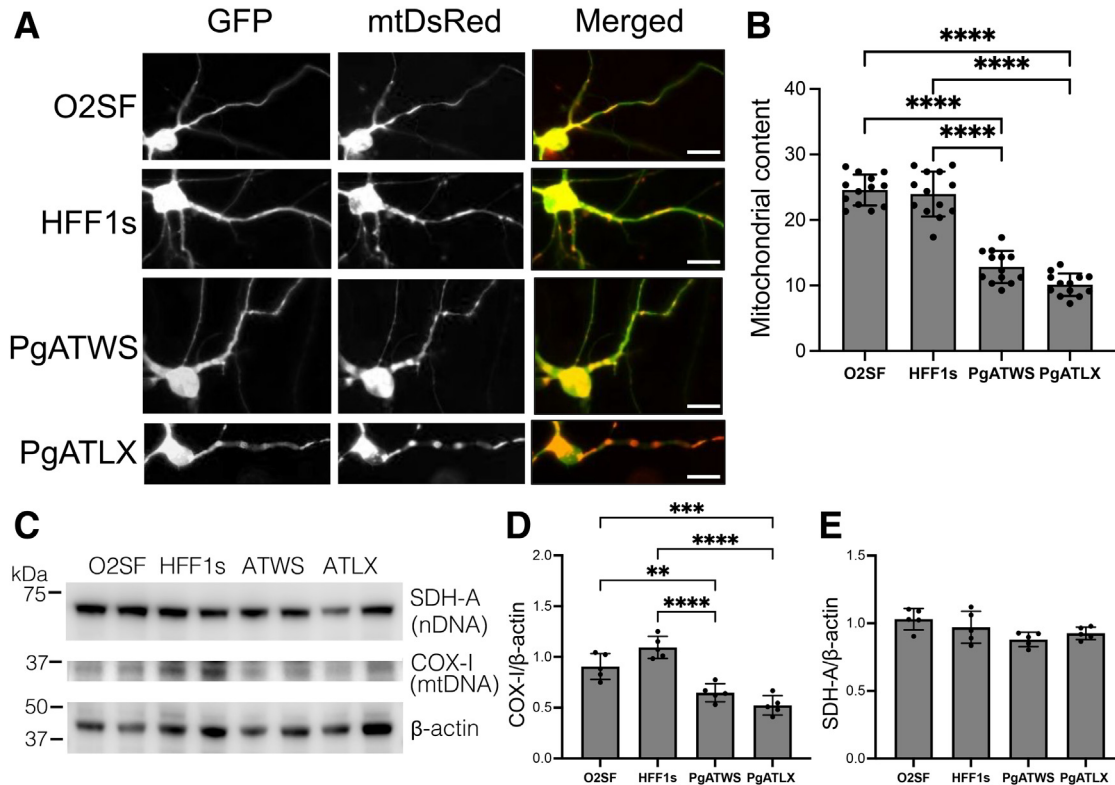 A
GFP
mtDsRed
Merged
O2SF
HFF1s
PgATWS
PgATLX
B
****
****
****
****
Mitochondrial content
40
30
20
10
0
O2SF HFF1s PgATWS PgATLX
C
kDa
O2SF HFF1s ATWS ATLX
75
SDH-A
(nDNA)
37
COX-I
(mtDNA)
50
37
β-actin
D
***
****
**
****
COX-I/β-actin
2.0
1.5
1.0
0.5
0.0
O2SF HFF1s PgATWS PgATLX
E
SDH-A/β-actin
1.5
1.0
0.5
0.0
O2SF HFF1s PgATWS PgATLX